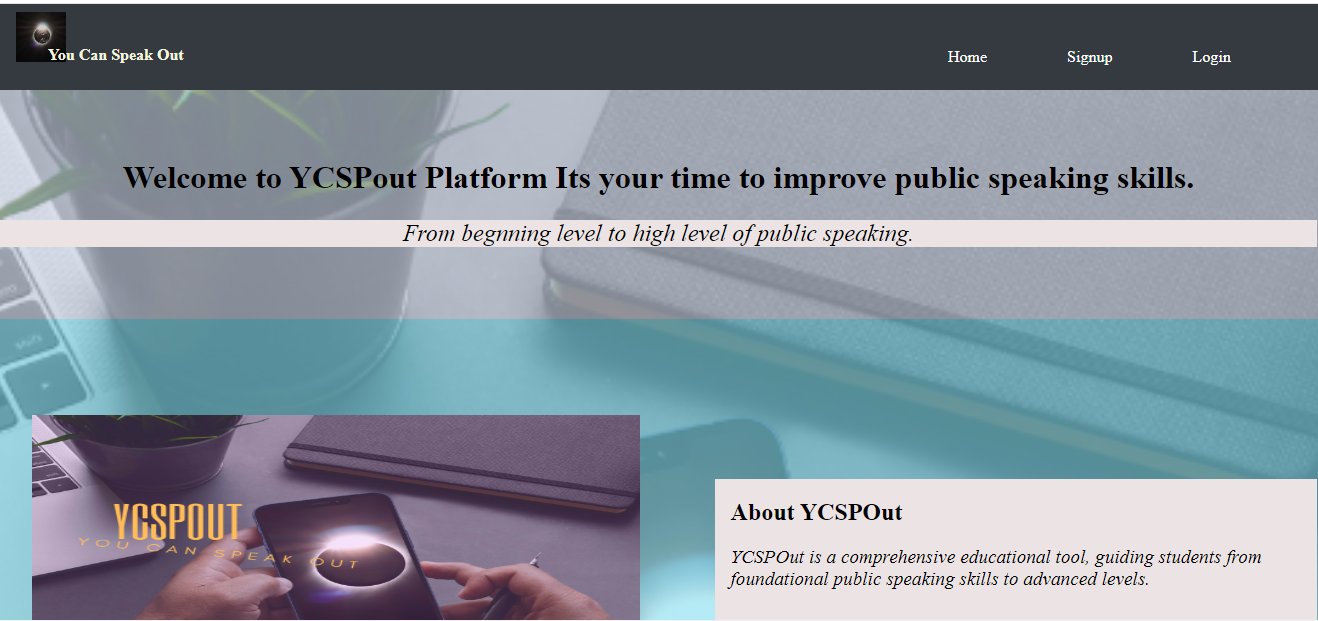 You Can Speak Out
Home
Signup
Login
Welcome to YCSPout Platform Its your time to improve public speaking skills.
From begnning level to high level of public speaking.
YCSPOUT
YOU CAN SPEAK OUT
About YCSPOut
YCSPOut is a comprehensive educational tool, guiding students from
foundational public speaking skills to advanced levels.